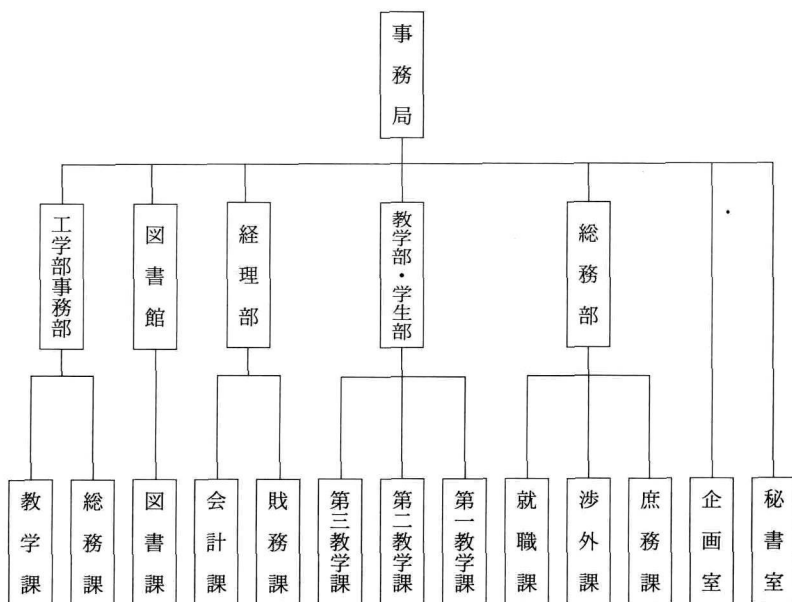 事務局
秘書室
企画室
総務部
庶務課
渉外課
就職課
教学部・学生部
第一教学課
第二教学課
第三教学課
経理部
財務課
会計課
図書館
図書課
工学部事務部
総務課
教学課